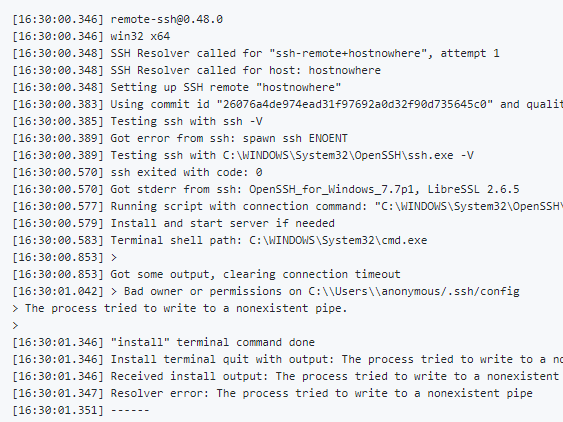 [16:30:00.346] remote-ssh@0.48.0
[16:30:00.346] win32 x64
[16:30:00.348] SSH Resolver called for "ssh-remote+hostnowhere", attempt 1
[16:30:00.348] SSH Resolver called for host: hostnowhere
[16:30:00.348] Setting up SSH remote "hostnowhere"
[16:30:00.383] Using commit id "26076a4de974ead31f97692a0d32f90d735645c0" and qualit
[16:30:00.385] Testing ssh with ssh -V
[16:30:00.389] Got error from ssh: spawn ssh ENOENT
[16:30:00.389] Testing ssh with C:\WINDOWS\System32\OpenSSH\ssh.exe -V
[16:30:00.570] ssh exited with code: 0
[16:30:00.570] Got stderr from ssh: OpenSSH_for_Windows_7.7p1, LibreSSL 2.6.5
[16:30:00.577] Running script with connection command: "C:\WINDOWS\System32\OpenSSH\
[16:30:00.579] Install and start server if needed
[16:30:00.583] Terminal shell path: C:\WINDOWS\System32\cmd.exe
[16:30:00.853] >
[16:30:00.853] Got some output, clearing connection timeout
[16:30:01.042] > Bad owner or permissions on C:\\Users\\anonymous/.ssh/config
> The process tried to write to a nonexistent pipe.
>
[16:30:01.346] "install" terminal command done
[16:30:01.346] Install terminal quit with output: The process tried to write to a no
[16:30:01.346] Received install output: The process tried to write to a nonexistent
[16:30:01.347] Resolver error: The process tried to write to a nonexistent pipe
[16:30:01.351] ------